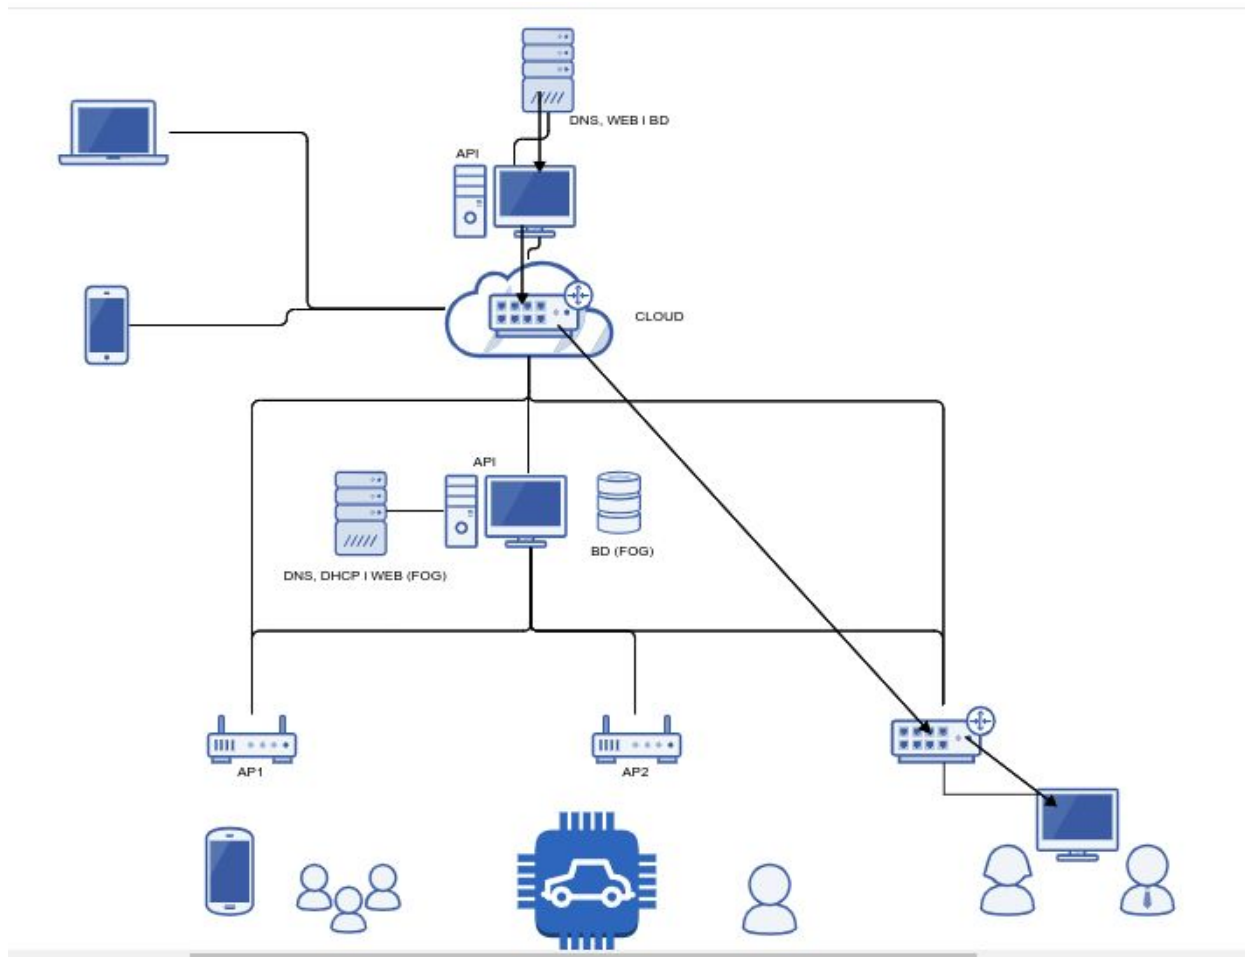 DNS, WEB I BD
API
CLOUD
API
BD (FOG)
DNS, DHCP I WEB (FOG)
AP1
AP2